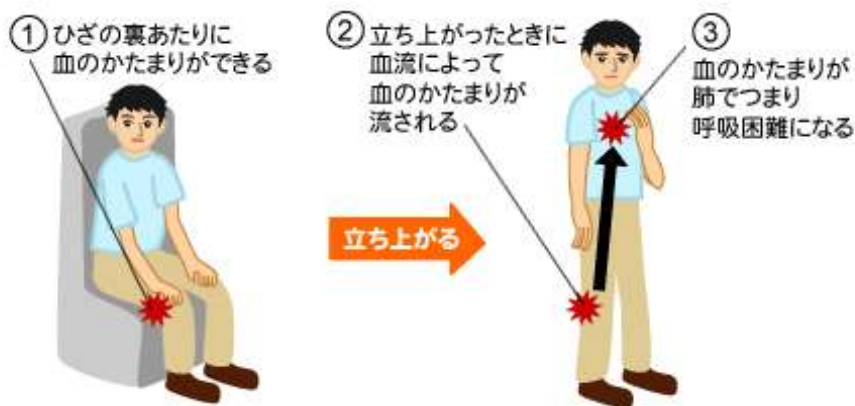 ①ひざの裏あたりに
血のかたまりができる
②立ち上がったときに
血流によって
血のかたまりが
流される
③
血のかたまりが
肺でつまり
呼吸困難になる
立ち上がる